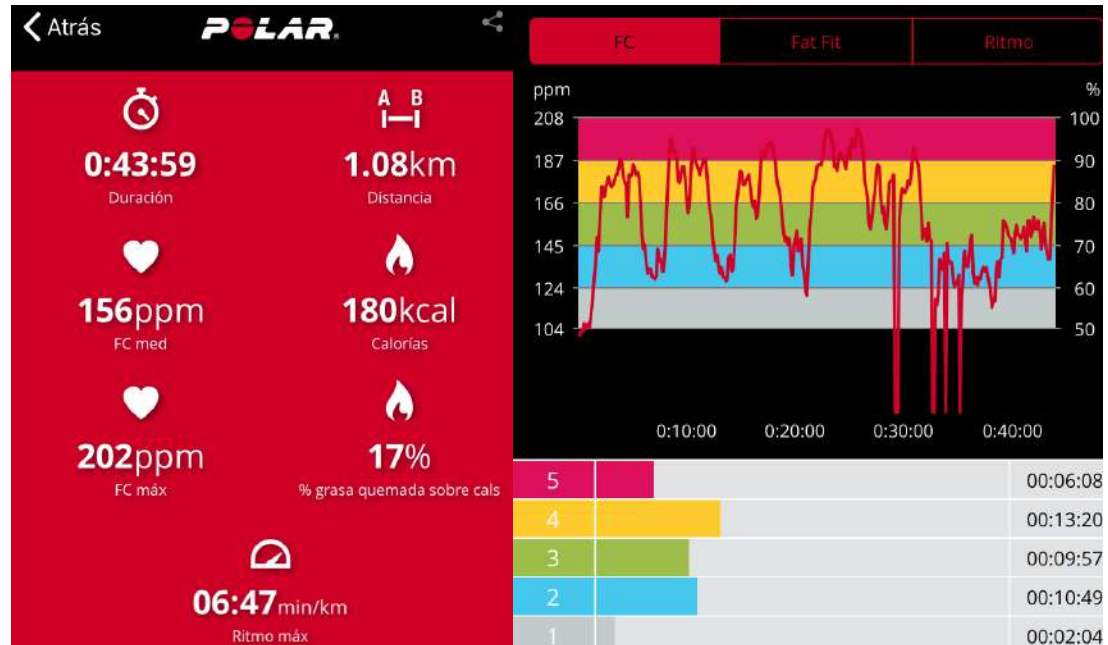 Atrás
POLAR
A B
0:43:59
1.08km
Duración
Distancia
156ppm
180kcal
FC med
Calorías
202ppm
17%
FC máx
% grasa quemada sobre cals
06:47min/km
Ritmo máx
FC
Fat Fit
Ritmo
ppm
%
208
100
187
90
166
80
145
70
124
60
104
50
0:10:00
0:20:00
0:30:00
0:40:00
5
00:06:08
4
00:13:20
3
00:09:57
2
00:10:49
1
00:02:04